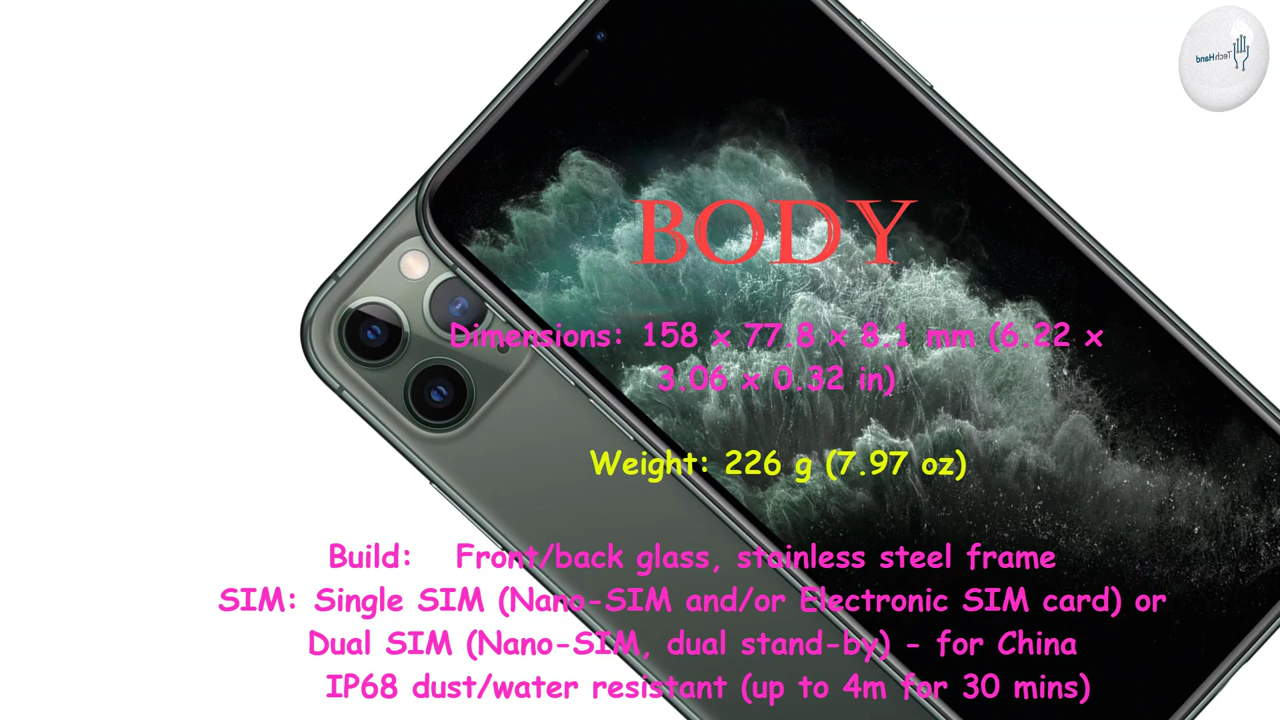 TechHand
BODY
Dimensions: 158 x 77.8 x 8.1 mm (6.22 x
3.06 x 0.32 in)
Weight: 226 g (7.97 oz)
Build: Front/back glass, stainless steel frame
SIM: Single SIM (Nano-SIM and/or Electronic SIM card) or
Dual SIM (Nano-SIM, dual stand-by) - for China
IP68 dust/water resistant (up to 4m for 30 mins)